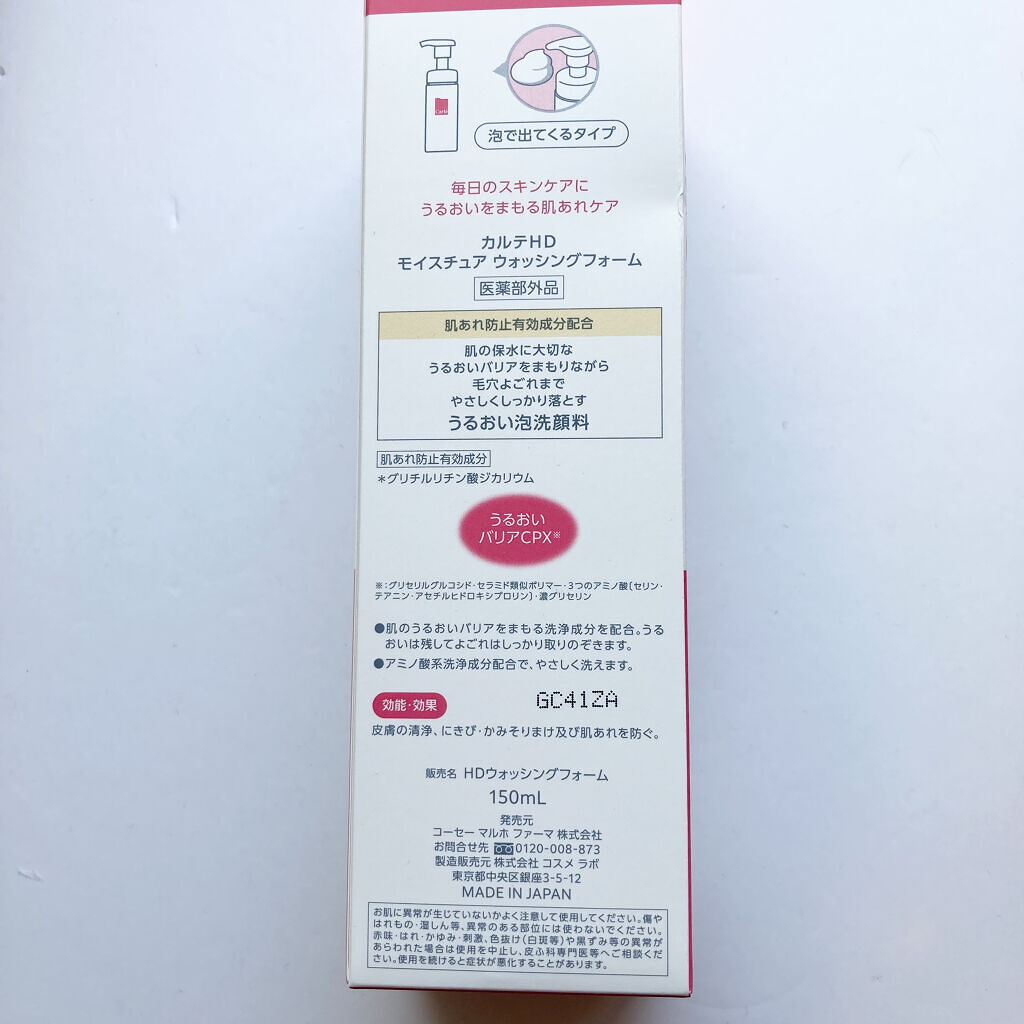 Carté
泡で出てくるタイプ
毎日のスキンケアに
うるおいをまもる肌あれケア
カルテHD
モイスチュア ウォッシングフォーム
医薬部外品
肌あれ防止有効成分配合
肌の保水に大切な
うるおいバリアをまもりながら
毛穴よごれまで
やさしくしっかり落とす
うるおい泡洗顔料
肌あれ防止有効成分
＊グリチルリチン酸ジカリウム
うるおい
バリアCPX※
※：グリセリルグルコシド・セラミド類似ポリマー・3つのアミノ酸〔セリン・
テアニン・アセチルヒドロキシプロリン〕・濃グリセリン
●肌のうるおいバリアをまもる洗浄成分を配合。うる
おいは残してよごれはしっかり取りのぞきます。
●アミノ酸系洗浄成分配合で、やさしく洗えます。
GC41ZA
効能・効果
皮膚の清浄、にきび・かみそりまけ及び肌あれを防ぐ。
販売名 HDウォッシングフォーム
150mL
発売元
コーセー マルホ ファーマ 株式会社
お問合せ先 0120-008-873
製造販売元 株式会社 コスメ ラボ
東京都中央区銀座3-5-12
MADE IN JAPAN
お肌に異常が生じていないかよく注意して使用してください。傷や
はれもの・湿しん等、異常のある部位には使わないでください。
赤味・はれ・かゆみ・刺激、色抜け(白斑等)や黒ずみ等の異常が
あらわれた場合は使用を中止し、皮ふ科専門医等へご相談くだ
さい。使用を続けると症状が悪化することがあります。